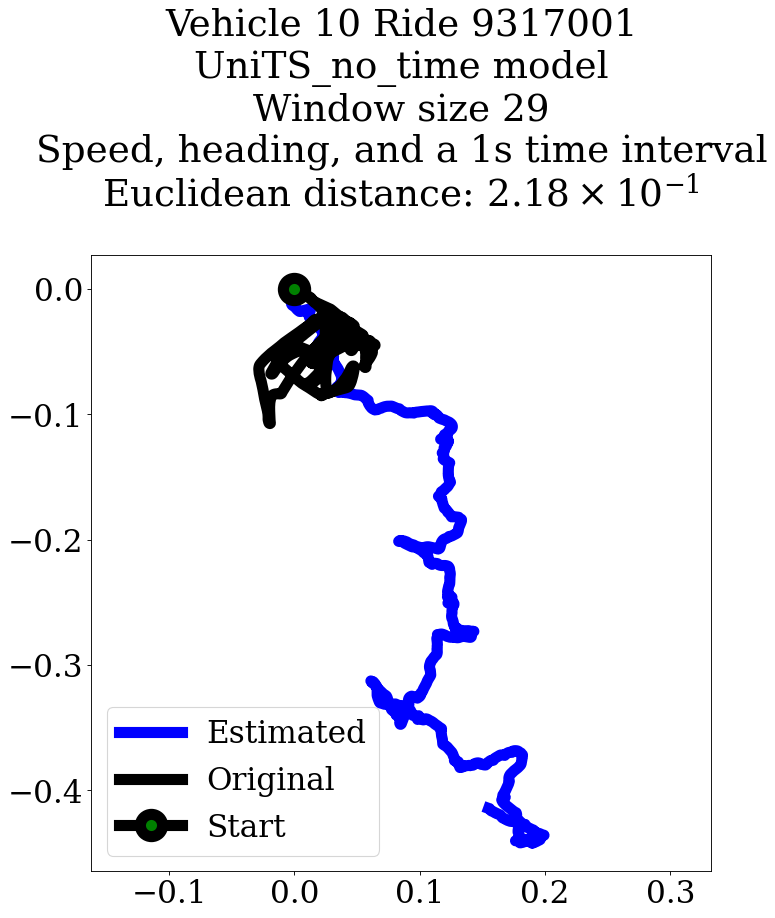 Vehicle 10 Ride 9317001
UniTS_no_time model
Window size 29
Speed, heading, and a 1s time interval
Euclidean distance: 2.18 × 10⁻¹
0.0
−0.1
−0.2
−0.3
−0.4
Estimated
Original
Start
−0.1 0.0 0.1 0.2 0.3